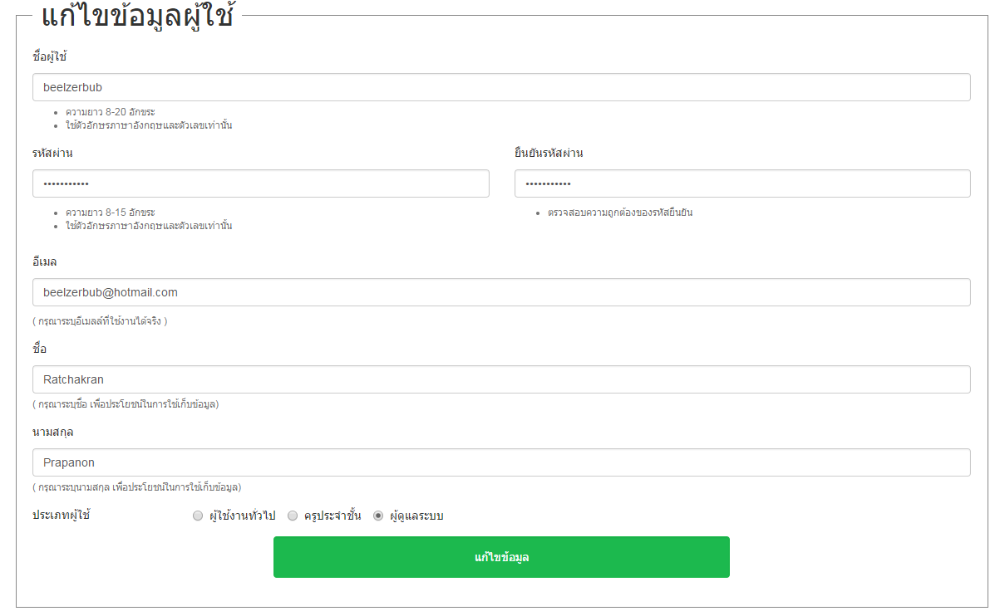 แก้ไขข้อมูลผู้ใช้
ชื่อผู้ใช้
beelzerbub
ความยาว 8-20 อักขระ
ใช้ตัวอักษรภาษาอังกฤษและตัวเลขเท่านั้น
รหัสผ่าน
ยืนยันรหัสผ่าน
•••••••••••
•••••••••••
ความยาว 8-15 อักขระ
ใช้ตัวอักษรภาษาอังกฤษและตัวเลขเท่านั้น
ตรวจสอบความถูกต้องของรหัสยืนยัน
อีเมล
beelzerbub@hotmail.com
( กรุณาระบุอีเมลล์ที่ใช้งานได้จริง )
ชื่อ
Ratchakran
( กรุณาระบุชื่อ เพื่อประโยชน์ในการใช้เก็บข้อมูล)
นามสกุล
Prapanon
( กรุณาระบุนามสกุล เพื่อประโยชน์ในการใช้เก็บข้อมูล)
ประเภทผู้ใช้ ผู้ใช้งานทั่วไป ครูประจำชั้น ผู้ดูแลระบบ
แก้ไขข้อมูล